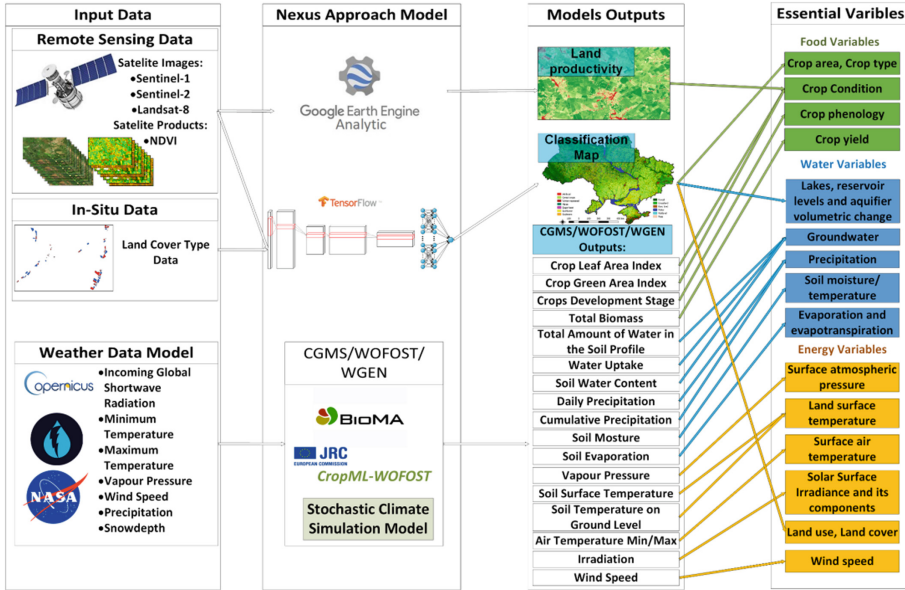 Input Data
Remote Sensing Data
Satelite Images:
•Sentinel-1
•Sentinel-2
•Landsat-8
Satelite Products:
•NDVI
In-Situ Data
Land Cover Type
Data
Weather Data Model
opernicus
NASA
•Incoming Global
Shortwave
Radiation
•Minimum
Temperature
•Maximum
Temperature
•Vapour Pressure
•Wind Speed
•Precipitation
•Snowdepth
Nexus Approach Model
Google Earth Engine
Analytic
TensorFlow™
CGMS/WOFOST/
WGEN
BioMA
JRC
EUROPEAN COMMISSION
CropML-WOFOST
Stochastic Climate
Simulation Model
Models Outputs
Land
productivity
Classification
Map
CGMS/WOFOST/WGEN
Outputs:
Crop Leaf Area Index
Crop Green Area Index
Crops Development Stage
Total Biomass
Total Amount of Water in
the Soil Profile
Water Uptake
Soil Water Content
Daily Precipitation
Cumulative Precipitation
Soil Mosture
Soil Evaporation
Vapour Pressure
Soil Surface Temperature
Soil Temperature on
Ground Level
Air Temperature Min/Max
Irradiation
Wind Speed
Essential Varibles
Food Variables
Crop area, Crop type
Crop Condition
Crop phenology
Crop yield
Water Variables
Lakes, reservoir
levels and aquifier
volumetric change
Groundwater
Precipitation
Soil moisture/
temperature
Evaporation and
evapotranspiration
Energy Variables
Surface atmospheric
pressure
Land surface
temperature
Surface air
temperature
Solar Surface
Irradiance and its
components
Land use, Land cover
Wind speed